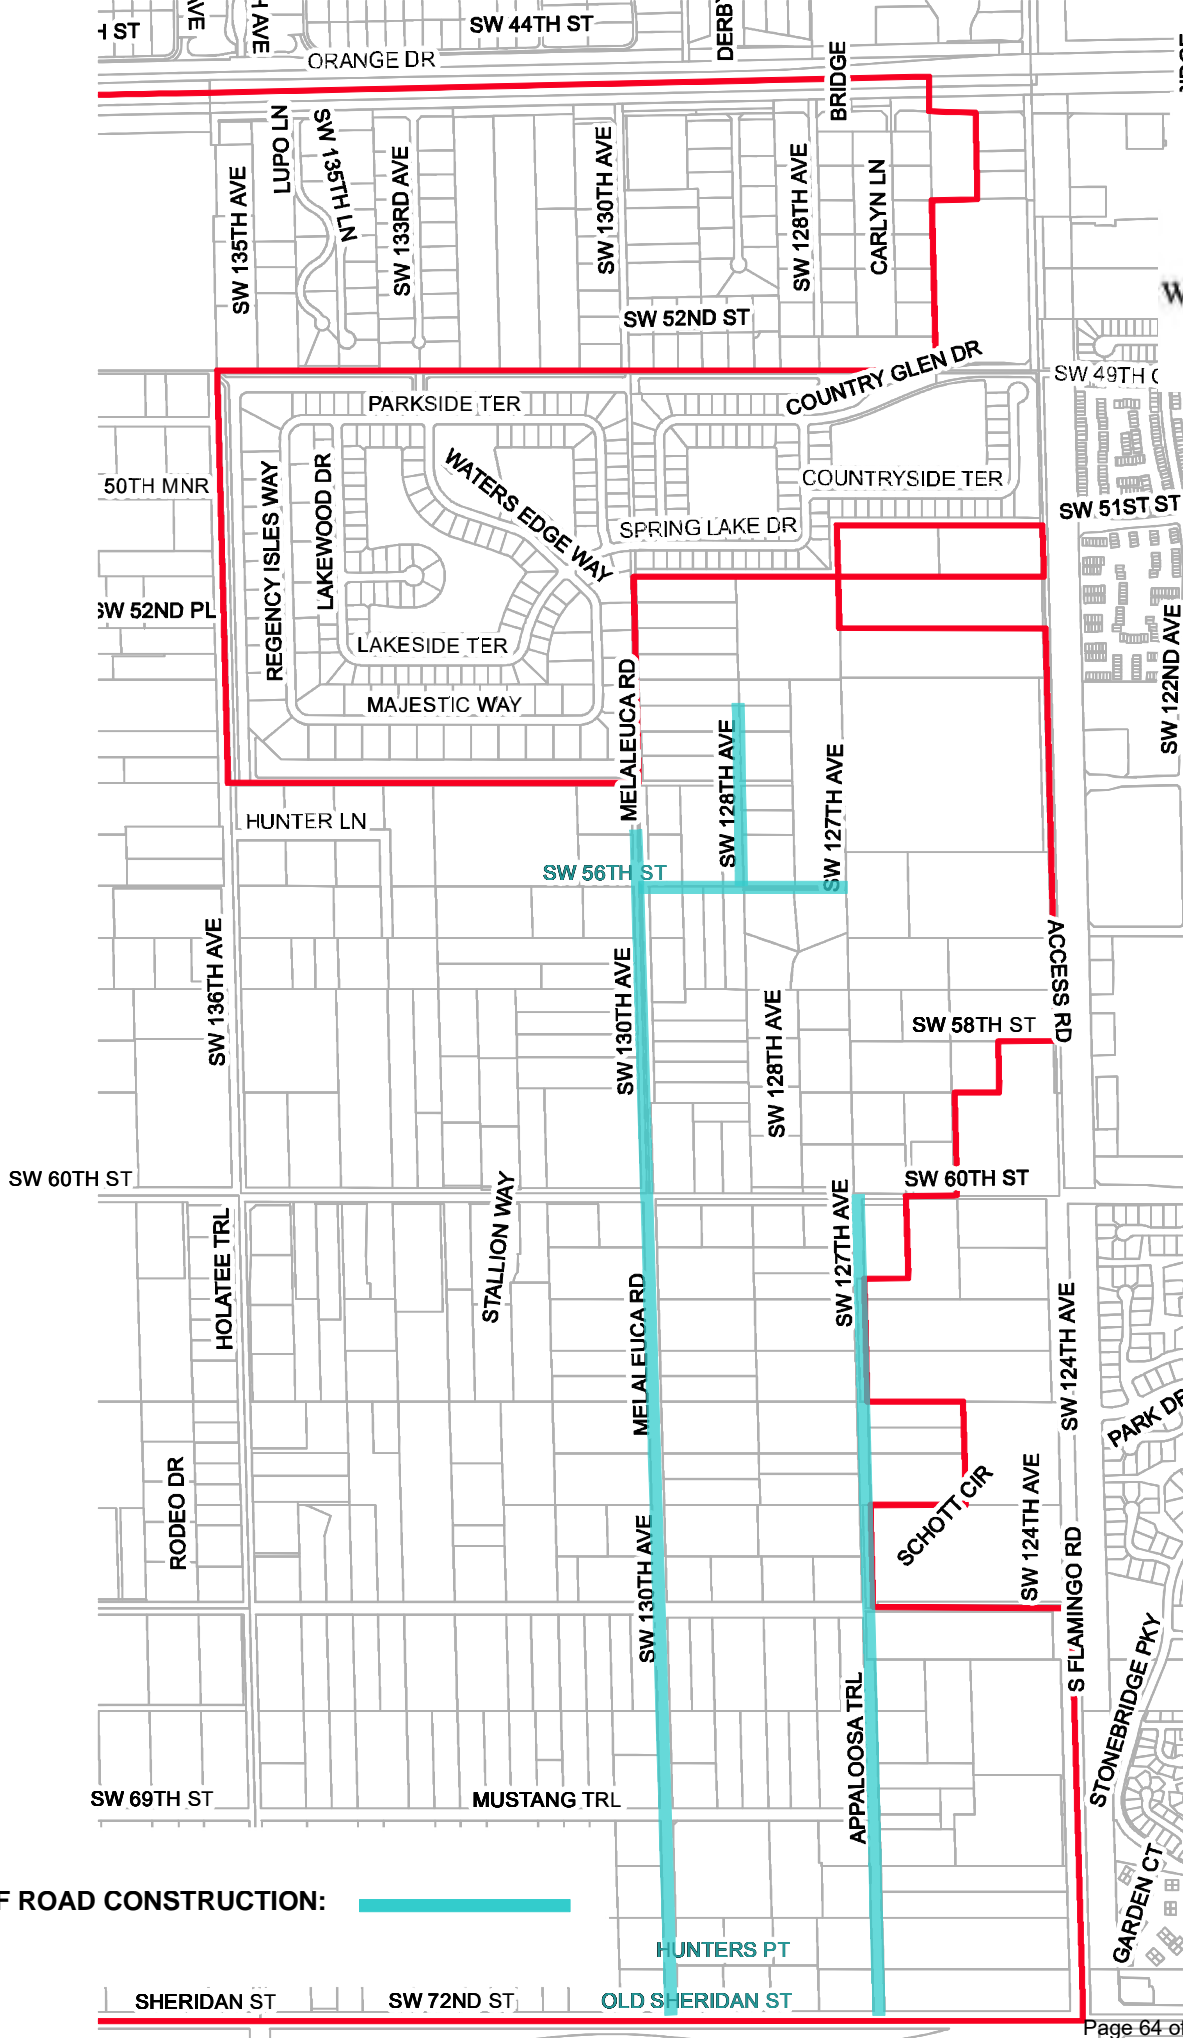 SW 44TH ST
H ST
AVE
H AVE
DERBY
ORANGE DR
BRIDGE
LUPO LN
SW 135TH LN
SW 135TH AVE
SW 133RD AVE
SW 130TH AVE
SW 128TH AVE
CARLYN LN
W
SW 52ND ST
COUNTRY GLEN DR
SW 49TH C
PARKSIDE TER
50TH MNR
REGENCY ISLES WAY
LAKEWOOD DR
WATERS EDGE WAY
COUNTRYSIDE TER
SW 51ST ST
SPRING LAKE DR
SW 52ND PL
LAKESIDE TER
MAJESTIC WAY
MELALEUCA RD
SW 128TH AVE
SW 127TH AVE
SW 122ND AVE
HUNTER LN
SW 56TH ST
SW 136TH AVE
SW 130TH AVE
SW 128TH AVE
ACCESS RD
SW 58TH ST
SW 60TH ST
SW 60TH ST
HOLATEE TRL
STALLION WAY
MELALEUCA RD
SW 127TH AVE
SW 124TH AVE
PARK DR
RODEO DR
SW 130TH AVE
SCHOTT CIR
SW 124TH AVE
S FLAMINGO RD
STONEBRIDGE PKY
APPALOOSA TRL
SW 69TH ST
MUSTANG TRL
GARDEN CT
F ROAD CONSTRUCTION:
HUNTERS PT
SHERIDAN ST
SW 72ND ST
OLD SHERIDAN ST
Page 64 of